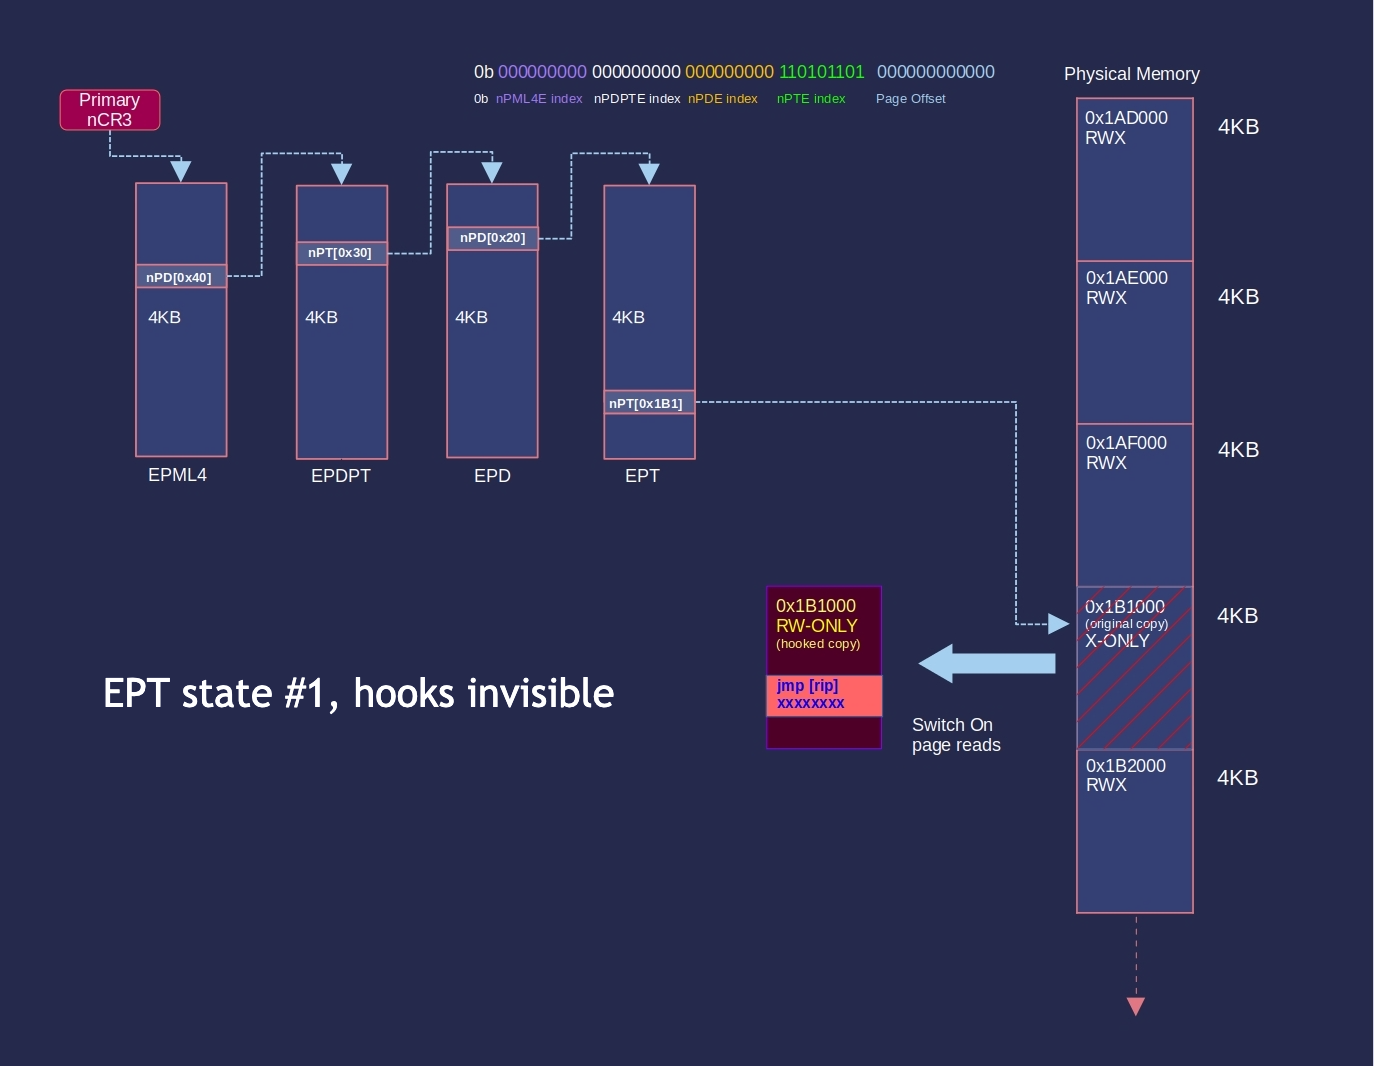 0b 000000000 000000000 000000000 110101101 000000000000
0b nPML4E index nPDPTE index nPDE index nPTE index Page Offset
Primary
nCR3
nPD[0x40]
4KB
EPML4
nPT[0x30]
4KB
EPDPT
nPD[0x20]
4KB
EPD
4KB
nPT[0x1B1]
EPT
Physical Memory
0x1AD000
RWX
4KB
0x1AE000
RWX
4KB
0x1AF000
RWX
4KB
0x1B1000
(original copy)
X-ONLY
4KB
0x1B2000
RWX
4KB
0x1B1000
RW-ONLY
(hooked copy)
jmp [rip]
xxxxxxxx
Switch On
page reads
EPT state #1, hooks invisible